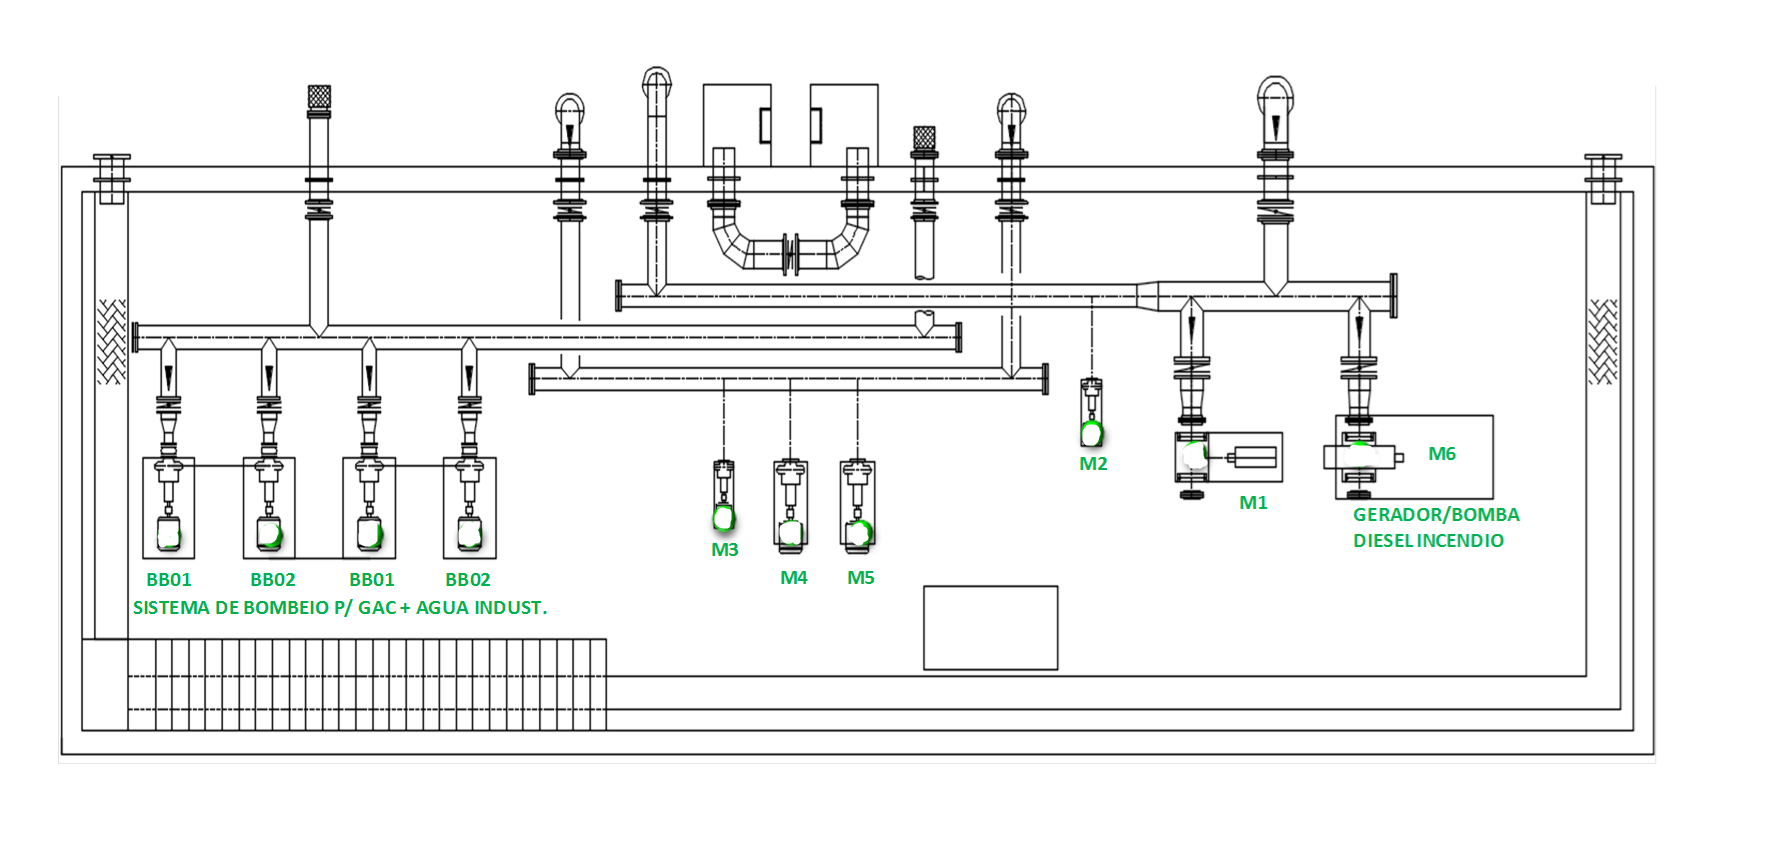 M2
M6
M1
GERADOR/BOMBA
DIESEL INCENDIO
M3
BB01 BB02 BB01 BB02 M4 M5
SISTEMA DE BOMBEIO P/ GAC + AGUA INDUST.